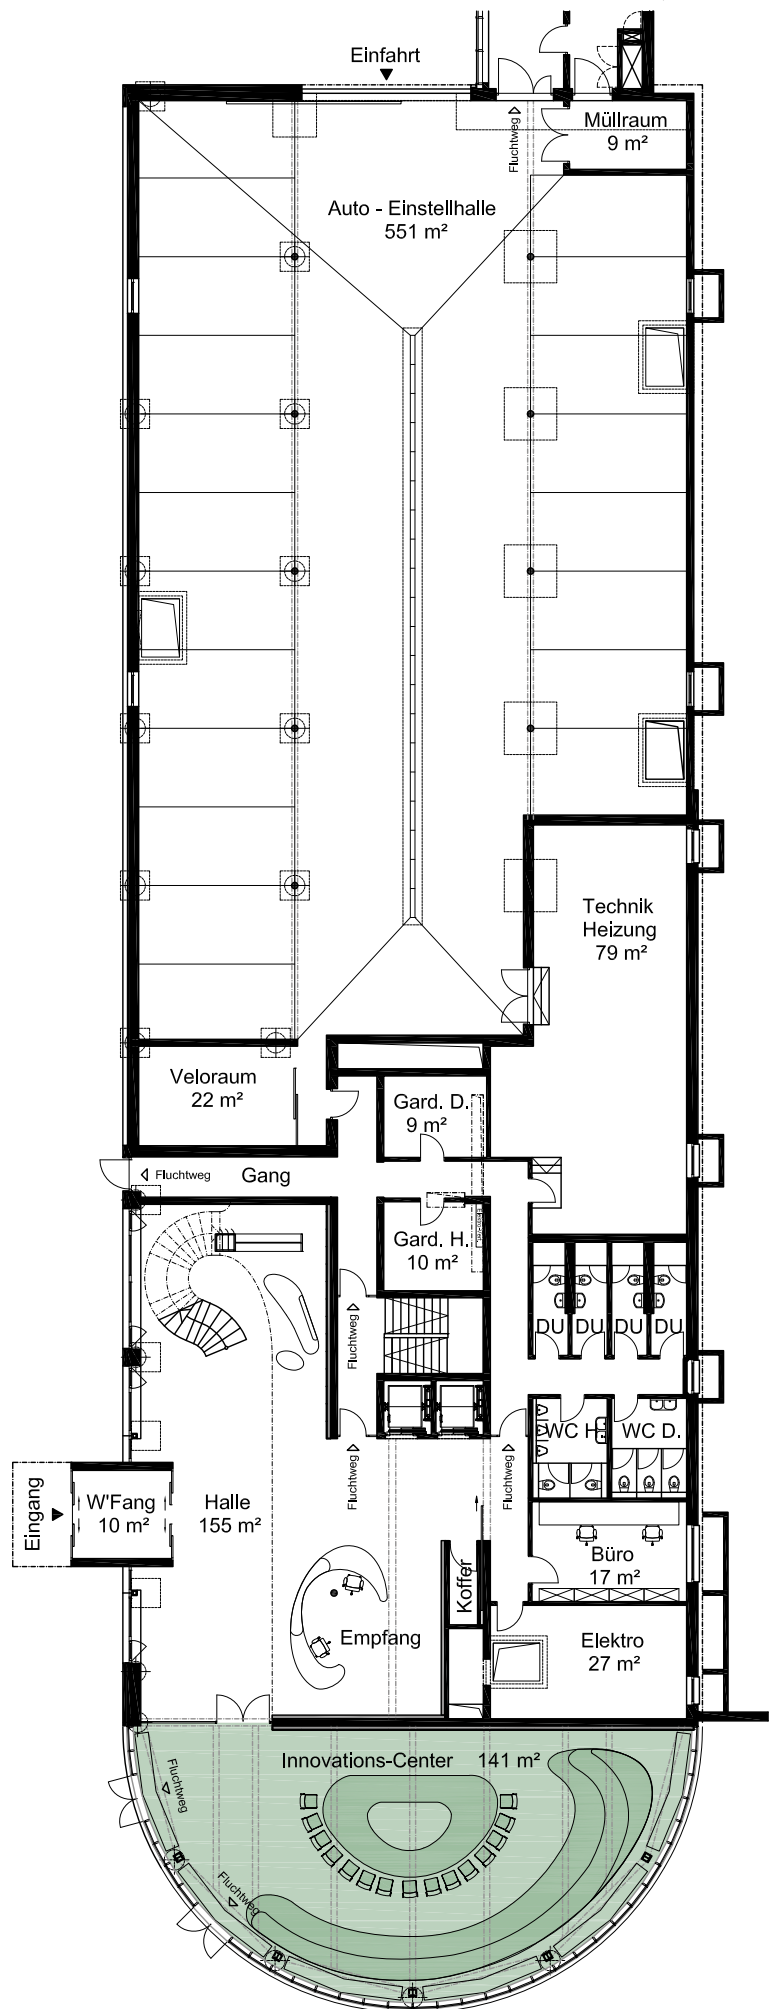 Einfahrt
Fluchtweg
Müllraum
9 m²
Auto - Einstellhalle
551 m²
Technik
Heizung
79 m²
Veloraum
22 m²
Gard. D.
9 m²
Fluchtweg
Gang
Gard. H.
10 m²
DU
DU
DU
DU
Fluchtweg
WC H.
WC D.
Fluchtweg
Fluchtweg
Eingang
W'Fang
10 m²
Halle
155 m²
Büro
17 m²
Koffer
Empfang
Elektro
27 m²
Innovations-Center 141 m²
Fluchtweg
Fluchtweg